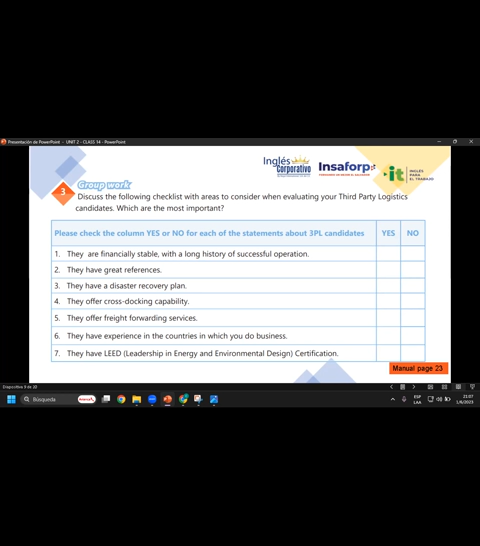 Presentación de PowerPoint - UNIT 2 - CLASS 14 - PowerPoint
Inglés
Corporativo
Insaforp
it
INGLÉS
PARA
EL TRABAJO
3
Group work
Discuss the following checklist with areas to consider when evaluating your Third Party Logistics
candidates. Which are the most important?
Please check the column YES or NO for each of the statements about 3PL candidates YES NO
1. They are financially stable, with a long history of successful operation.
2. They have great references.
3. They have a disaster recovery plan.
4. They offer cross-docking capability.
5. They offer freight forwarding services.
6. They have experience in the countries in which you do business.
7. They have LEED (Leadership in Energy and Environmental Design) Certification.
Manual page 23
Diapositiva 9 de 20
Búsqueda
ESP
LAA
21:07
1/6/2023